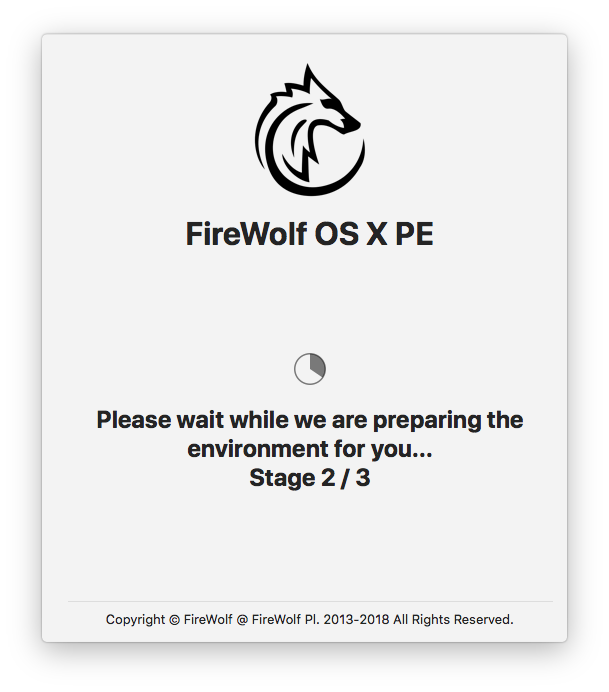 FireWolf OS X PE
Please wait while we are preparing the
environment for you...
Stage 2 / 3
Copyright © FireWolf @ FireWolf Pl. 2013-2018 All Rights Reserved.